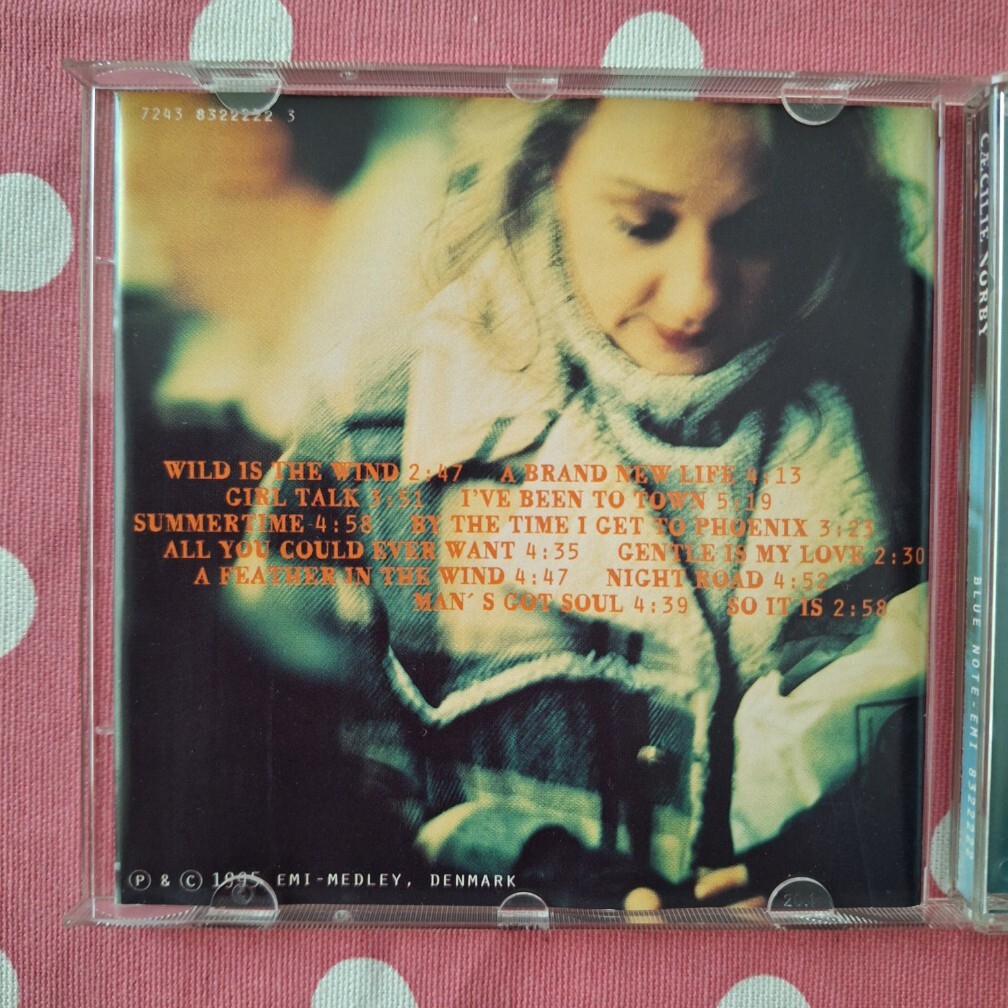 7243 8322222 3
WILD IS THE WIND 2:47 A BRAND NEW LIFE 4:13
GIRL TALK 3:51 I'VE BEEN TO TOWN 5:19
SUMMERTIME 4:58 BY THE TIME I GET TO PHOENIX 3:23
ALL YOU COULD EVER WANT 4:35 GENTLE IS MY LOVE 2:30
A FEATHER IN THE WIND 4:47 NIGHT ROAD 4:52
MAN´S GOT SOUL 4:39 SO IT IS 2:58
Ⓟ & © 1995 EMI-MEDLEY, DENMARK
CÆCILIE NORBY
BLUE NOTE-EMI 8322222